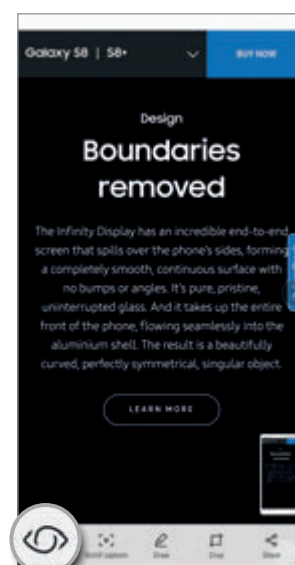 Galaxy S8 | S8+
BUY NOW
Design
Boundaries
removed
The Infinity Display has an incredible end-to-end
screen that spills over the phone's sides, forming
a completely smooth, continuous surface with
no bumps or angles. It's pure, pristine,
uninterrupted glass. And it takes up the entire
front of the phone, flowing seamlessly into the
aluminium shell. The result is a beautifully
curved, perfectly symmetrical, singular object.
LEARN MORE
Scroll capture
Draw
Crop
Share